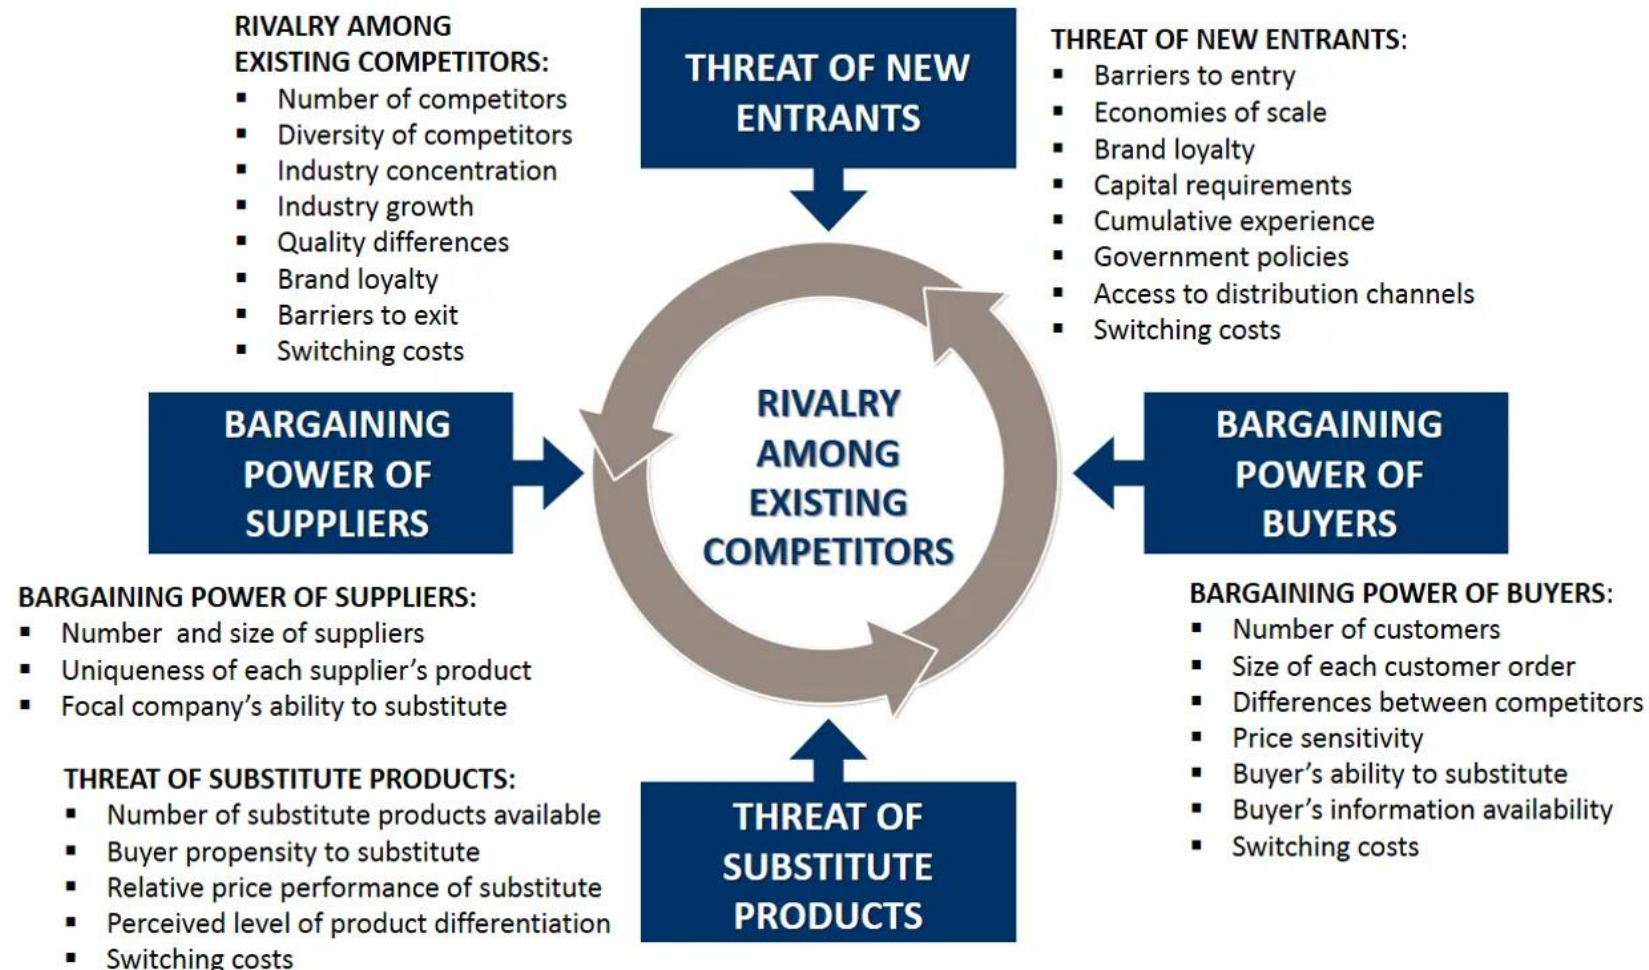 RIVALRY AMONG
EXISTING COMPETITORS:
▪ Number of competitors
▪ Diversity of competitors
▪ Industry concentration
▪ Industry growth
▪ Quality differences
▪ Brand loyalty
▪ Barriers to exit
▪ Switching costs
THREAT OF NEW
ENTRANTS
THREAT OF NEW ENTRANTS:
▪ Barriers to entry
▪ Economies of scale
▪ Brand loyalty
▪ Capital requirements
▪ Cumulative experience
▪ Government policies
▪ Access to distribution channels
▪ Switching costs
BARGAINING
POWER OF
SUPPLIERS
RIVALRY
AMONG
EXISTING
COMPETITORS
BARGAINING
POWER OF
BUYERS
BARGAINING POWER OF SUPPLIERS:
▪ Number and size of suppliers
▪ Uniqueness of each supplier's product
▪ Focal company's ability to substitute
BARGAINING POWER OF BUYERS:
▪ Number of customers
▪ Size of each customer order
▪ Differences between competitors
▪ Price sensitivity
▪ Buyer's ability to substitute
▪ Buyer's information availability
▪ Switching costs
THREAT OF SUBSTITUTE PRODUCTS:
▪ Number of substitute products available
▪ Buyer propensity to substitute
▪ Relative price performance of substitute
▪ Perceived level of product differentiation
▪ Switching costs
THREAT OF
SUBSTITUTE
PRODUCTS